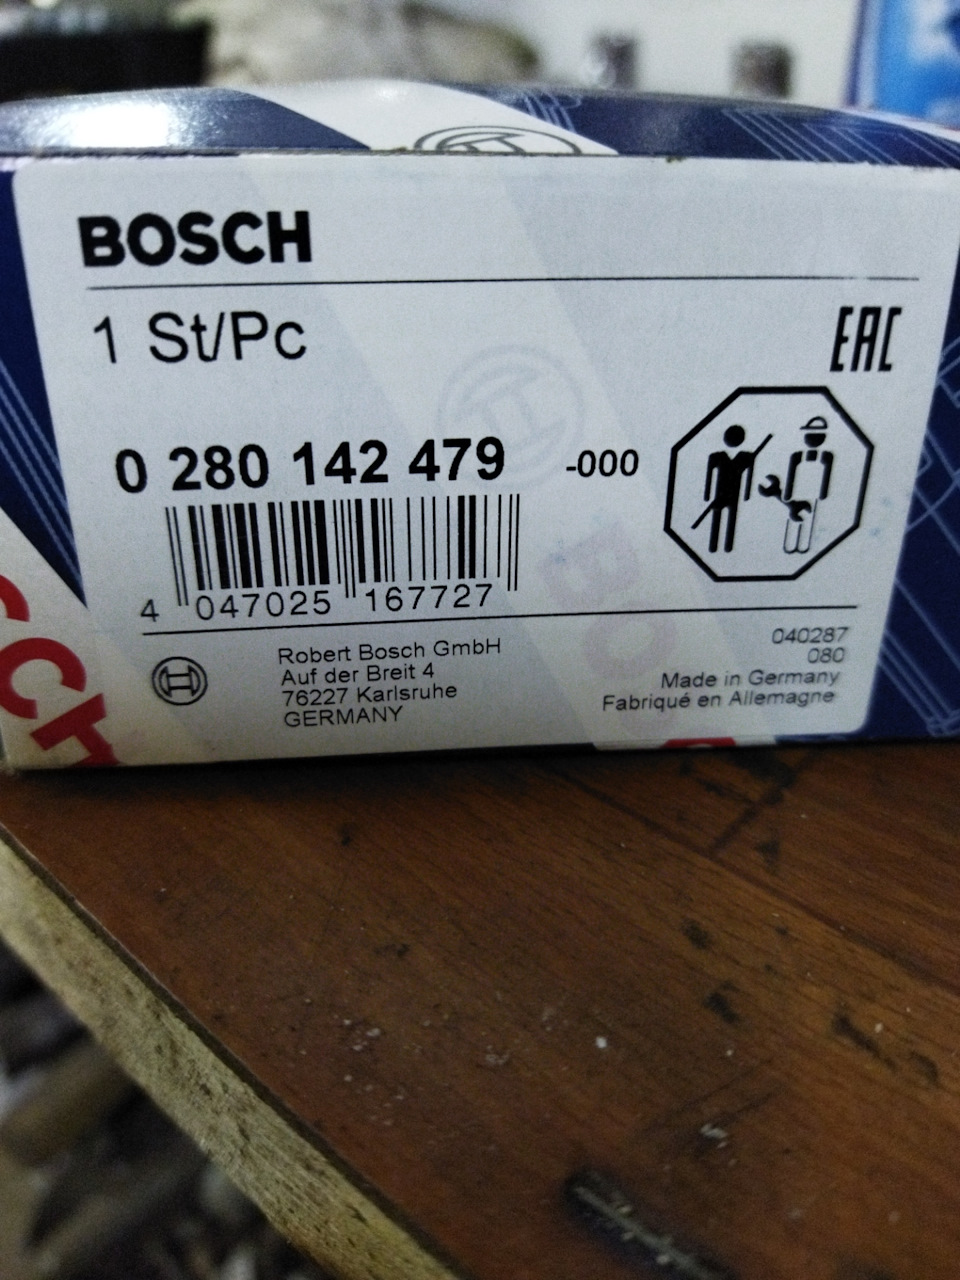 BOSCH
1 St/Pc
EAC
0 280 142 479 -000
4 047025 167727
Robert Bosch GmbH
Auf der Breit 4
76227 Karlsruhe
GERMANY
040287
080
Made in Germany
Fabriqué en Allemagne